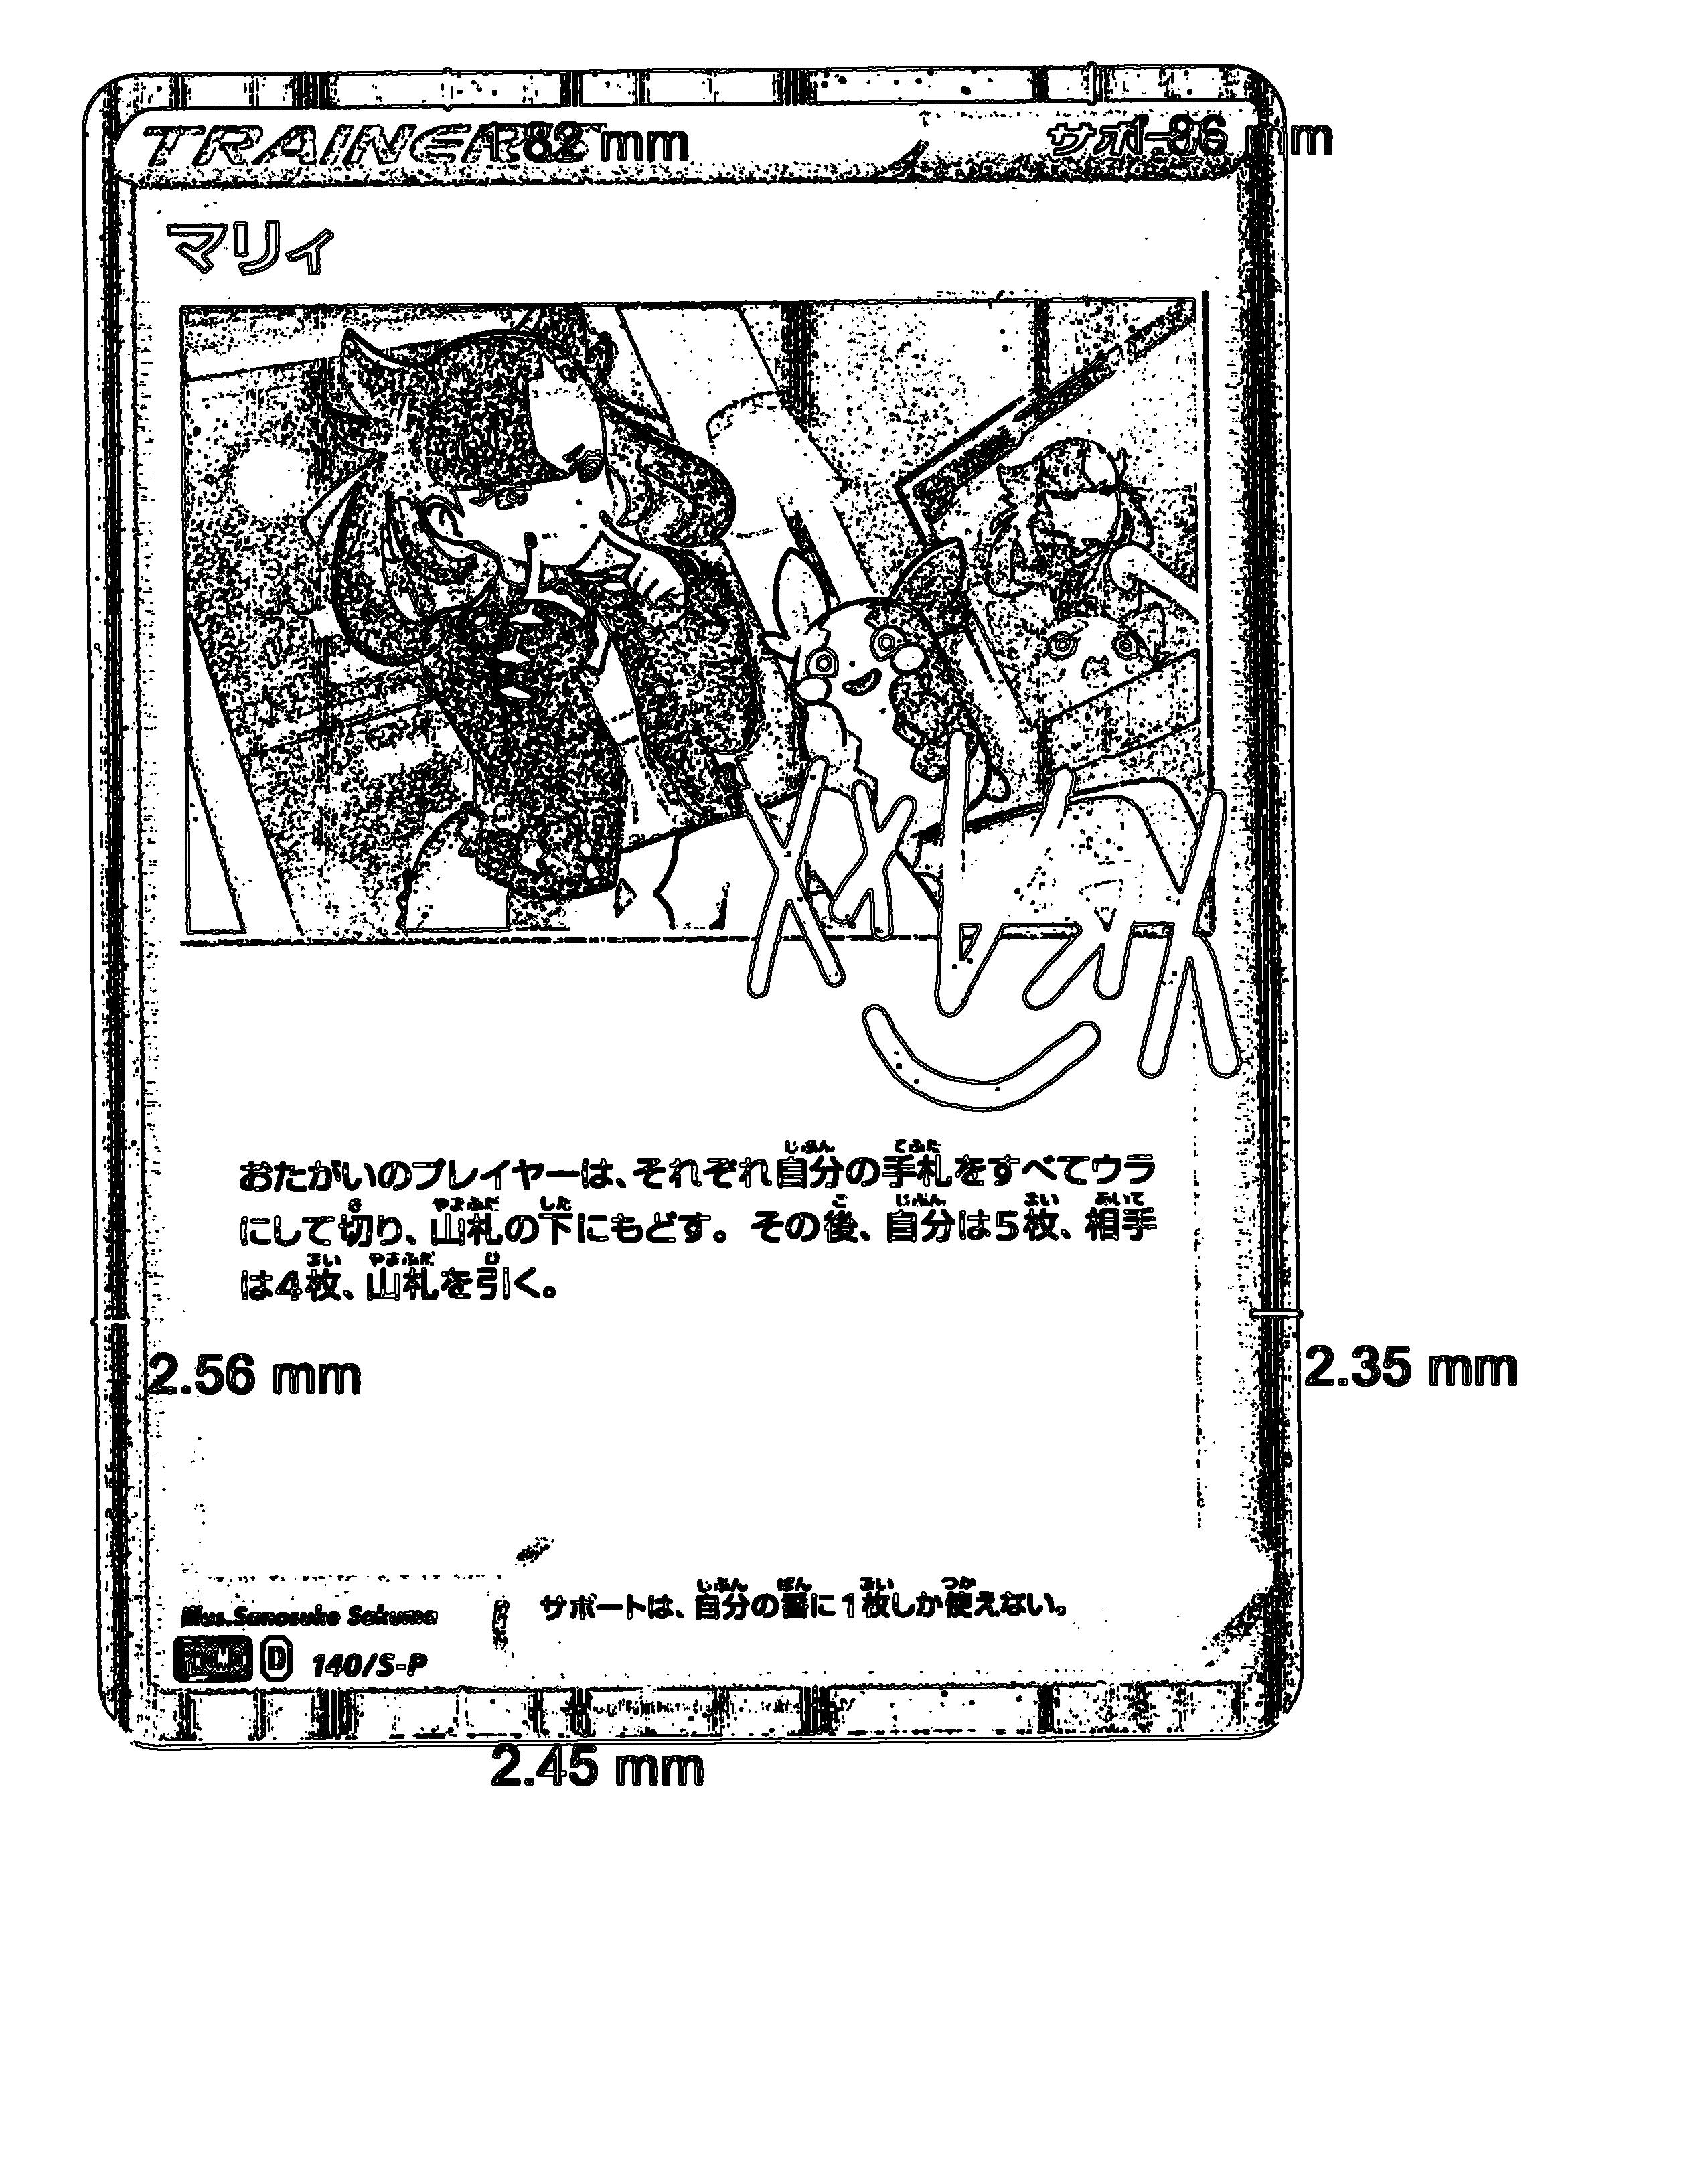 TRAINER 1.82 mm サポ 1.86 mm
マリィ
おたがいのプレイヤーは、それぞれ自分の手札をすべてウラ
にして切り、山札の下にもどす。その後、自分は5枚、相手
は4枚、山札を引く。
2.56 mm 2.35 mm
サポートは、自分の番に1枚しか使えない。
Illus.Sanosuke Sakuma
PROMO D 140/S-P
2.45 mm